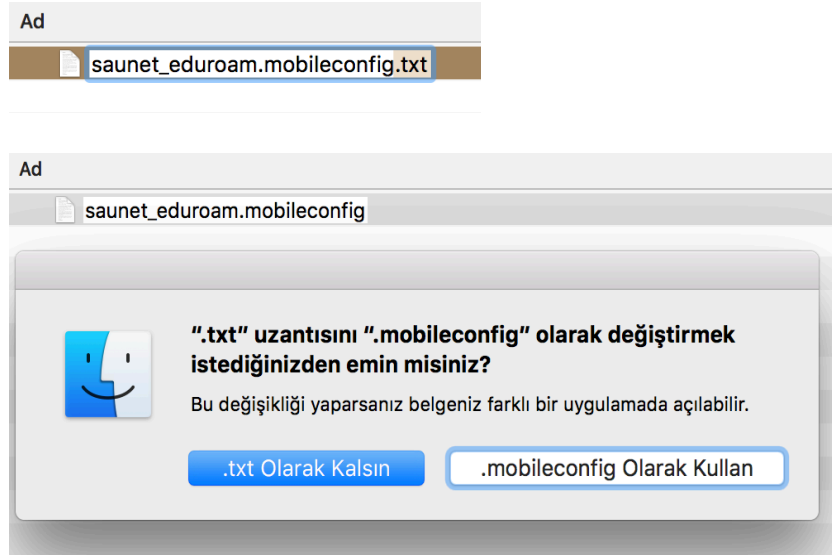 Ad
saunet_eduroam.mobileconfig.txt
Ad
saunet_eduroam.mobileconfig
“.txt” uzantısını “.mobileconfig” olarak değiştirmek
istediğinizden emin misiniz?
Bu değişikliği yaparsanız belgeniz farklı bir uygulamada açılabilir.
.txt Olarak Kalsın
.mobileconfig Olarak Kullan